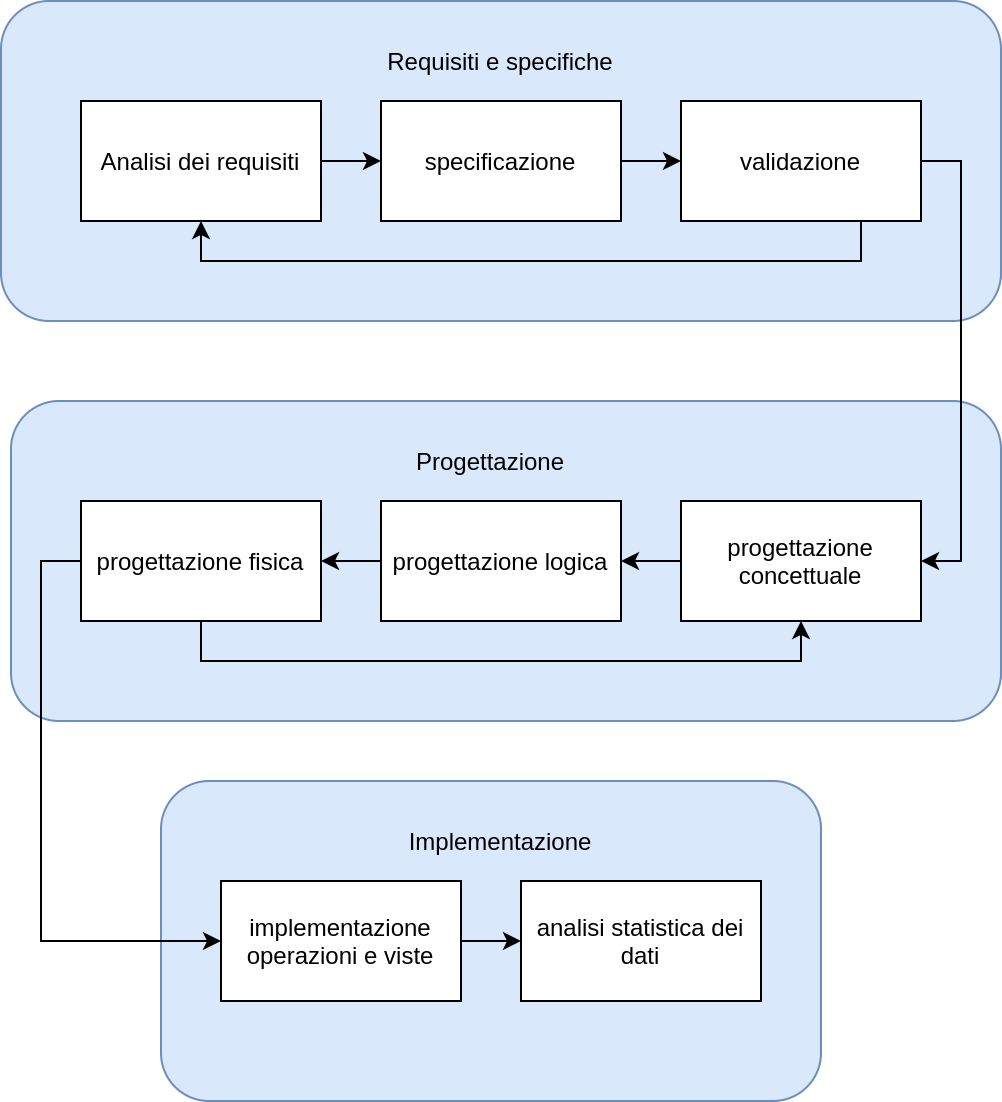 Requisiti e specifiche
Analisi dei requisiti
specificazione
validazione
Progettazione
progettazione fisica
progettazione logica
progettazione
concettuale
Implementazione
implementazione
operazioni e viste
analisi statistica dei
dati